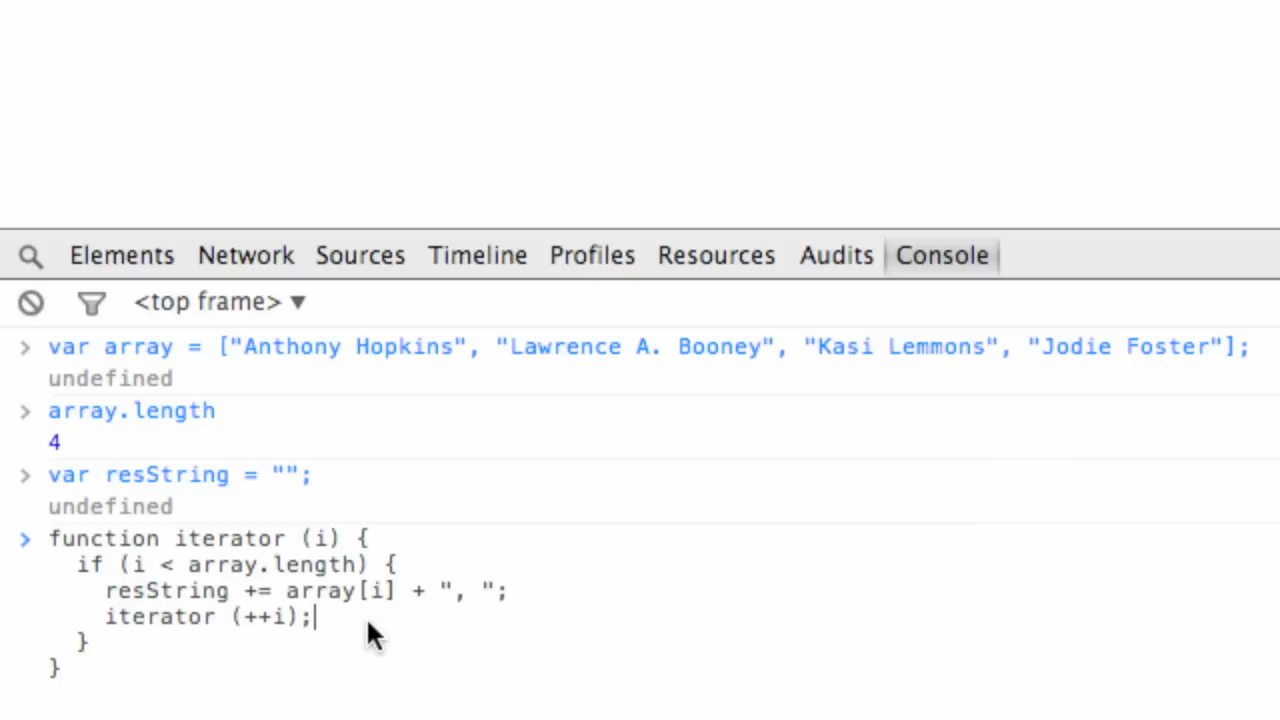 Elements Network Sources Timeline Profiles Resources Audits Console
<top frame> ▼
> var array = ["Anthony Hopkins", "Lawrence A. Booney", "Kasi Lemmons", "Jodie Foster"];
undefined
> array.length
4
> var resString = "";
undefined
> function iterator (i) {
if (i < array.length) {
resString += array[i] + ", ";
iterator (++i);
}
}